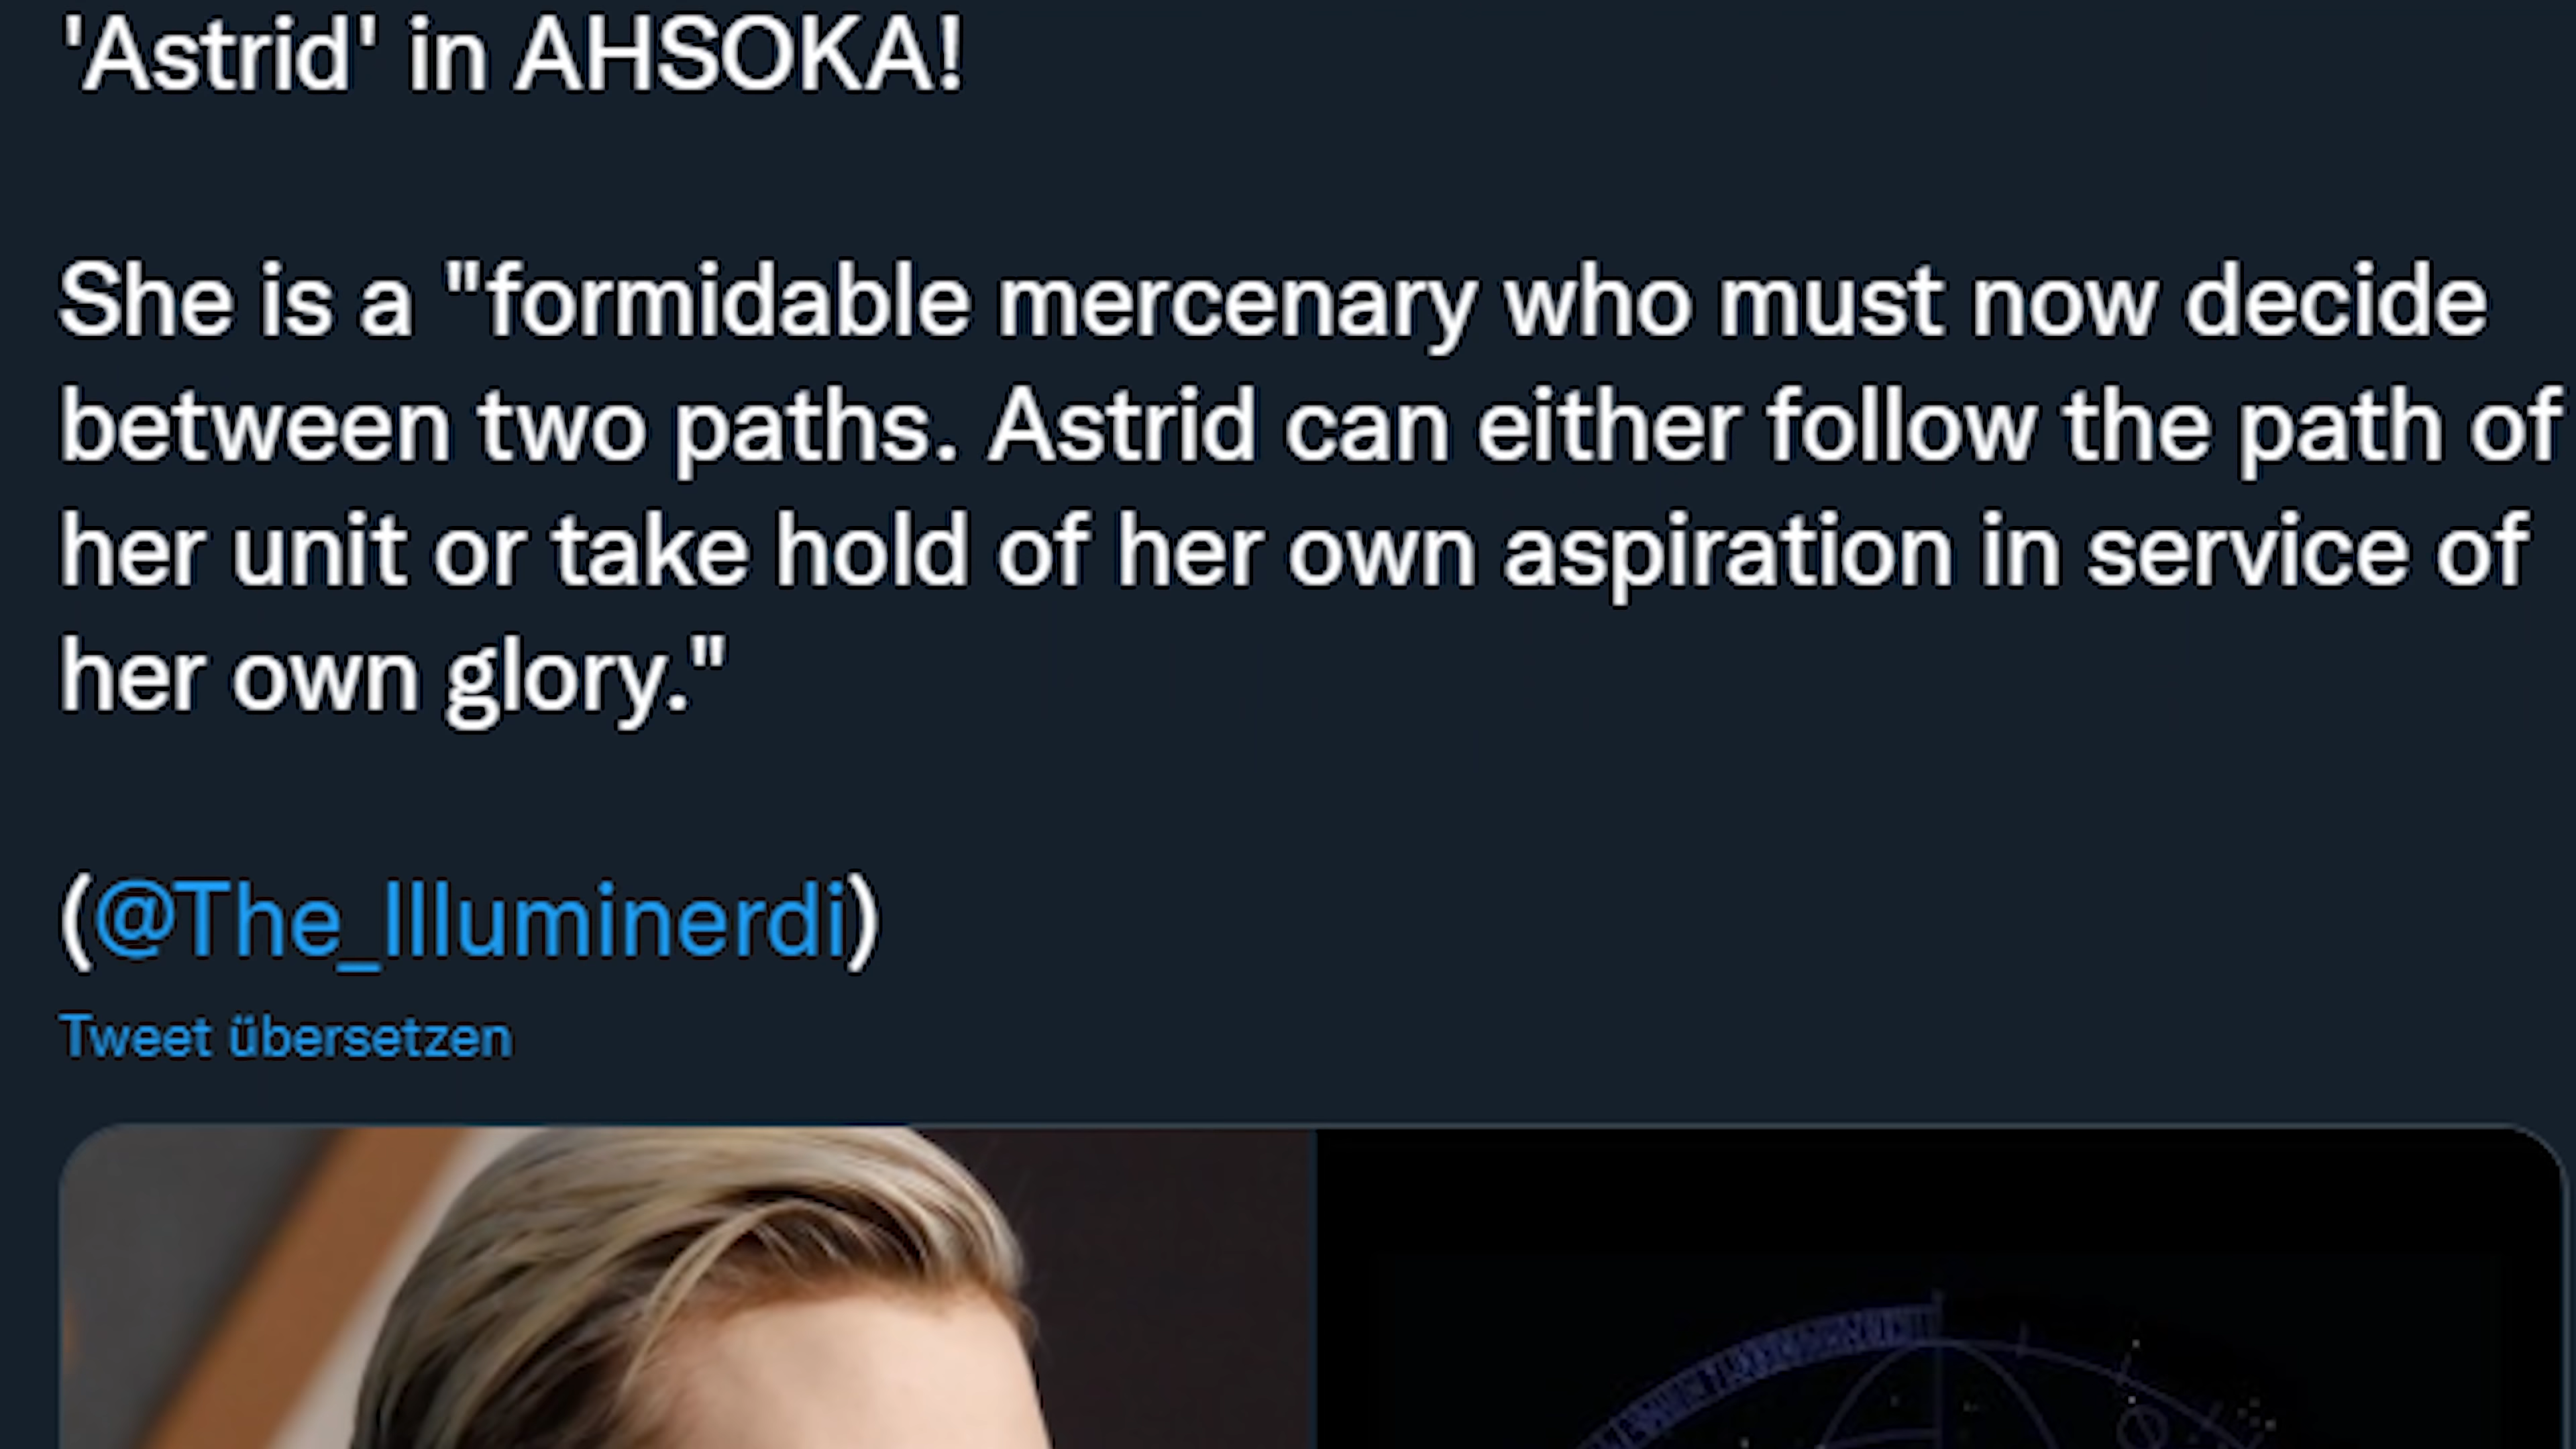 'Astrid' in AHSOKA!
She is a "formidable mercenary who must now decide
between two paths. Astrid can either follow the path of
her unit or take hold of her own aspiration in service of
her own glory."
(@The_Illuminerdi)
Tweet übersetzen